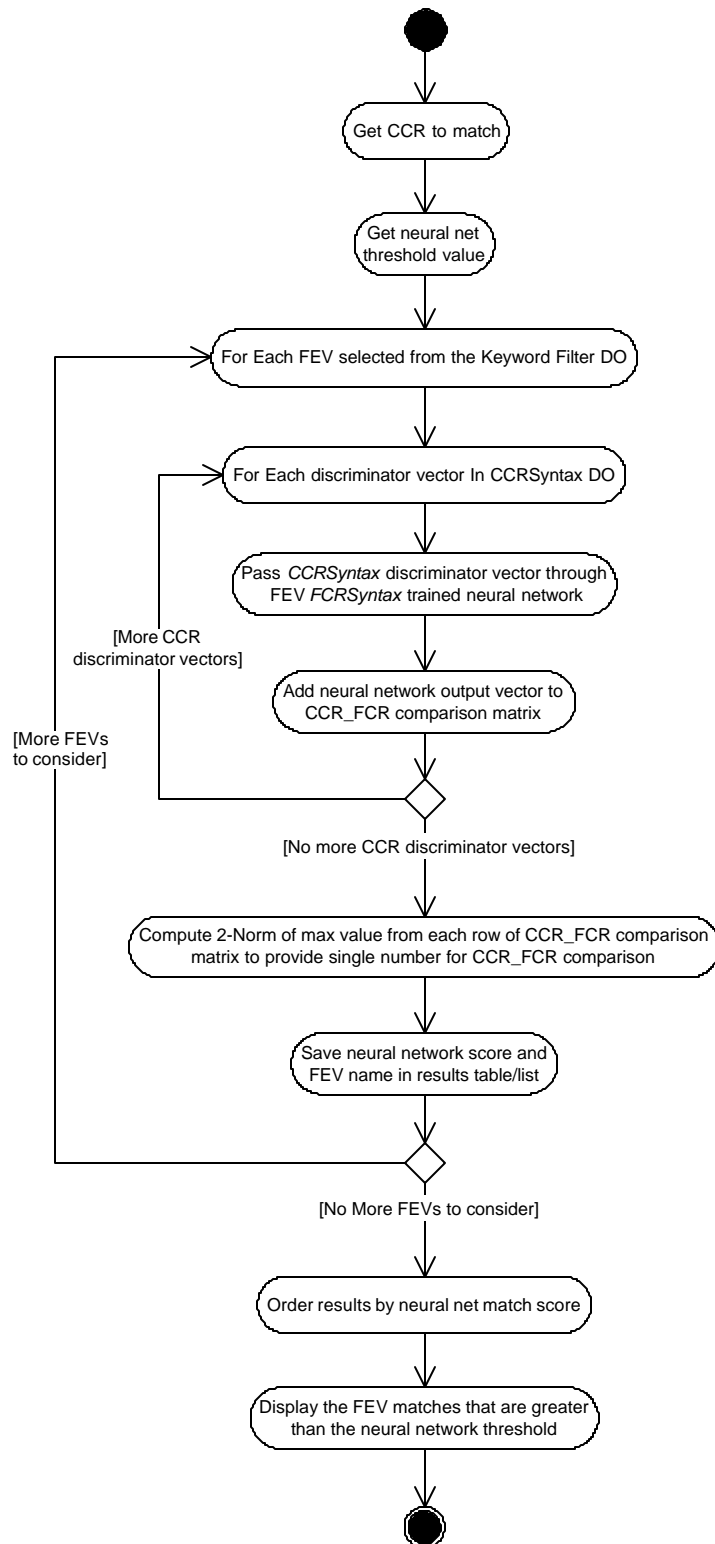 Get CCR to match
Get neural net
threshold value
For Each FEV selected from the Keyword Filter DO
For Each discriminator vector In CCRSyntax DO
Pass CCRSyntax discriminator vector through
FEV FCRSyntax trained neural network
[More CCR
discriminator vectors]
Add neural network output vector to
CCR_FCR comparison matrix
[More FEVs
to consider]
[No more CCR discriminator vectors]
Compute 2-Norm of max value from each row of CCR_FCR comparison
matrix to provide single number for CCR_FCR comparison
Save neural network score and
FEV name in results table/list
[No More FEVs to consider]
Order results by neural net match score
Display the FEV matches that are greater
than the neural network threshold